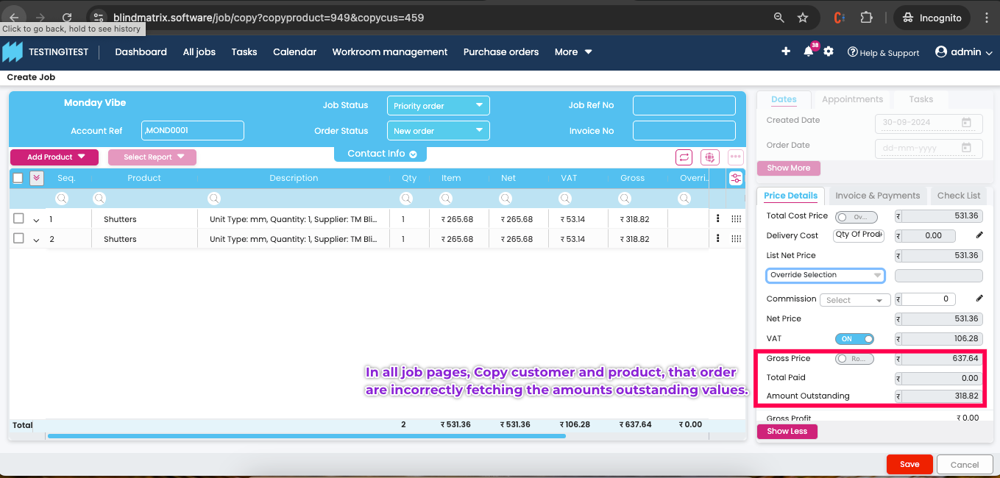 blindmatrix.software/job/copy?copyproduct=949&copycus=459
Incognito
Click to go back, hold to see history
TESTING1TEST
Dashboard
All jobs
Tasks
Calendar
Workroom management
Purchase orders
More
38
Help & Support
admin
Create Job
Monday Vibe
Job Status
Priority order
Job Ref No
Account Ref
,MOND0001
Order Status
New order
Invoice No
Contact Info
Add Product
Select Report
Seq. Product Description Qty Item Net VAT Gross Overri...
1 Shutters Unit Type: mm, Quantity: 1, Supplier: TM Bli... 1 ₹ 265.68 ₹ 265.68 ₹ 53.14 ₹ 318.82
2 Shutters Unit Type: mm, Quantity: 1, Supplier: TM Bli... 1 ₹ 265.68 ₹ 265.68 ₹ 53.14 ₹ 318.82
In all job pages, Copy customer and product, that order
are incorrectly fetching the amounts outstanding values.
Total 2 ₹ 531.36 ₹ 531.36 ₹ 106.28 ₹ 637.64 ₹ 0.00
Dates
Appointments
Tasks
Created Date
30-09-2024
Order Date
dd-mm-yyyy
Show More
Price Details
Invoice & Payments
Check List
Total Cost Price Ov... ₹ 531.36
Delivery Cost Qty Of Prod ₹ 0.00
List Net Price ₹ 531.36
Override Selection
Commission Select ₹ 0
Net Price ₹ 531.36
VAT ON ₹ 106.28
Gross Price Ro... ₹ 637.64
Total Paid ₹ 0.00
Amount Outstanding ₹ 318.82
Gross Profit ₹ 0.00
Show Less
Save
Cancel